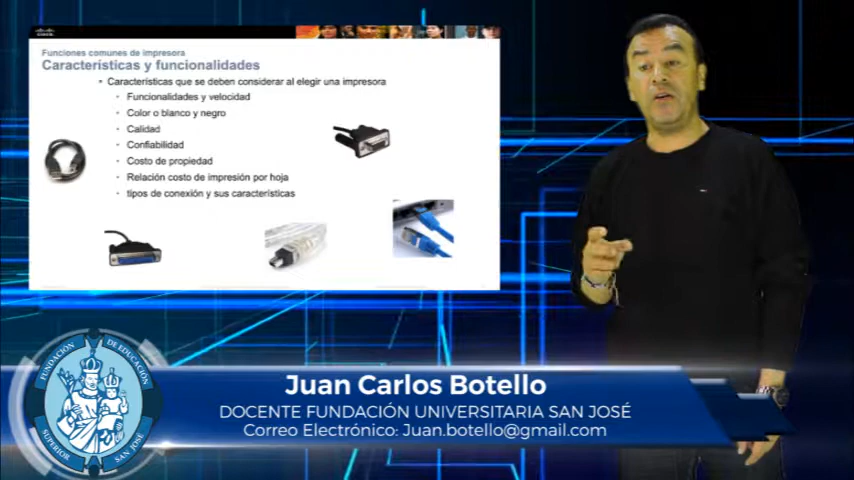 CISCO
Funciones comunes de impresora
Características y funcionalidades
Características que se deben considerar al elegir una impresora
Funcionalidades y velocidad
Color o blanco y negro
Calidad
Confiabilidad
Costo de propiedad
Relación costo de impresión por hoja
tipos de conexión y sus características
FUNDACIÓN DE EDUCACIÓN
SUPERIOR SAN JOSÉ
Juan Carlos Botello
DOCENTE FUNDACIÓN UNIVERSITARIA SAN JOSÉ
Correo Electrónico: Juan.botello@gmail.com